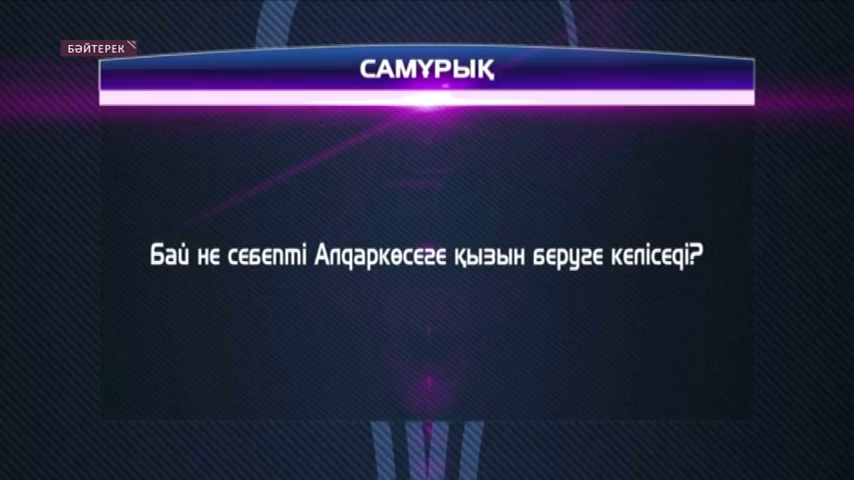 БӘЙТЕРЕК
САМҰРЫҚ
Бай не себепті Алдаркөсеге қызын беруге келіседі?